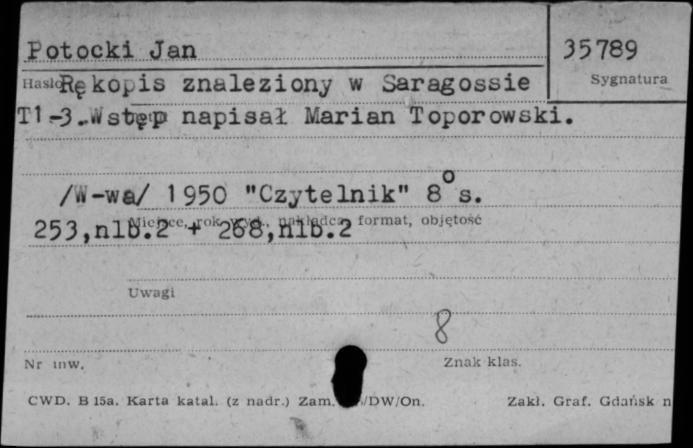 Potocki Jan
35789
Hasło Rękopis znaleziony w Saragossie
Sygnatura
T1-3.Wstęp napisał Marian Toporowski.
/W-wa/ 1950 "Czytelnik" 8° s.
Miejsce, rok wyd., nakładca, format, objętość
253,nlb.2 + 268,nlb.2
Uwagi
8
Nr inw.
Znak klas.
CWD. B 15a. Karta katal. (z nadr.) Zam. /DW/On.
Zakł. Graf. Gdańsk n